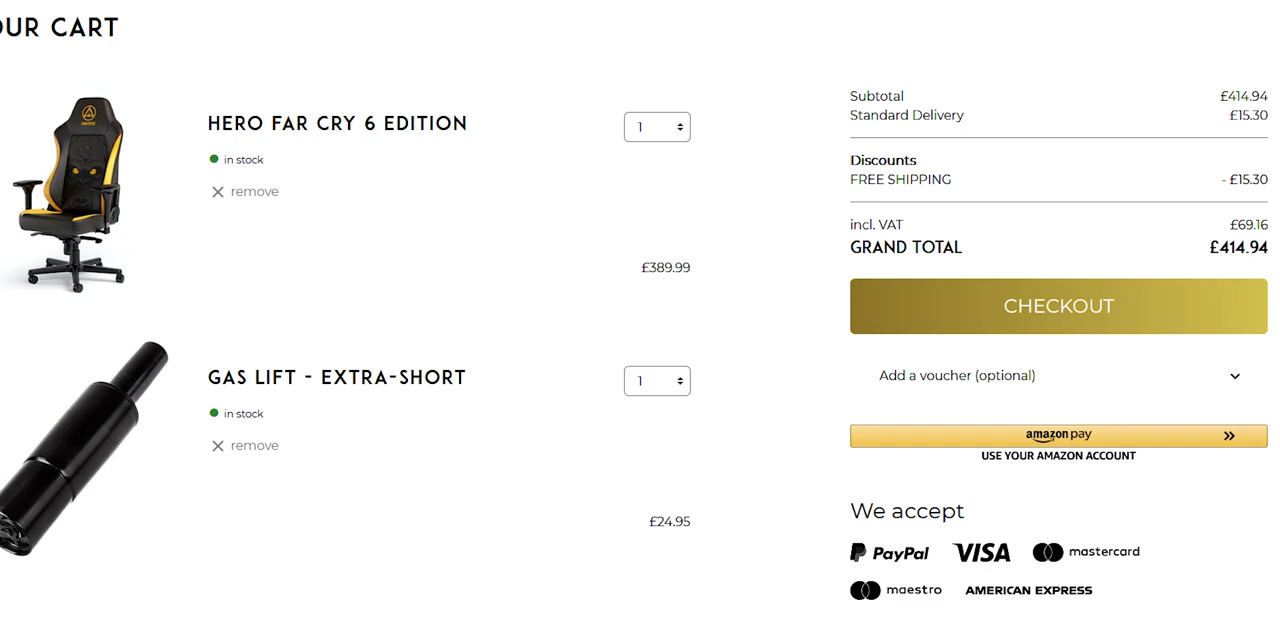 OUR CART
HERO FAR CRY 6 EDITION
1
in stock
remove
£389.99
GAS LIFT - EXTRA-SHORT
1
in stock
remove
£24.95
Subtotal £414.94
Standard Delivery £15.30
Discounts
FREE SHIPPING - £15.30
incl. VAT £69.16
GRAND TOTAL £414.94
CHECKOUT
Add a voucher (optional)
amazon pay
USE YOUR AMAZON ACCOUNT
We accept
PayPal VISA mastercard
maestro AMERICAN EXPRESS